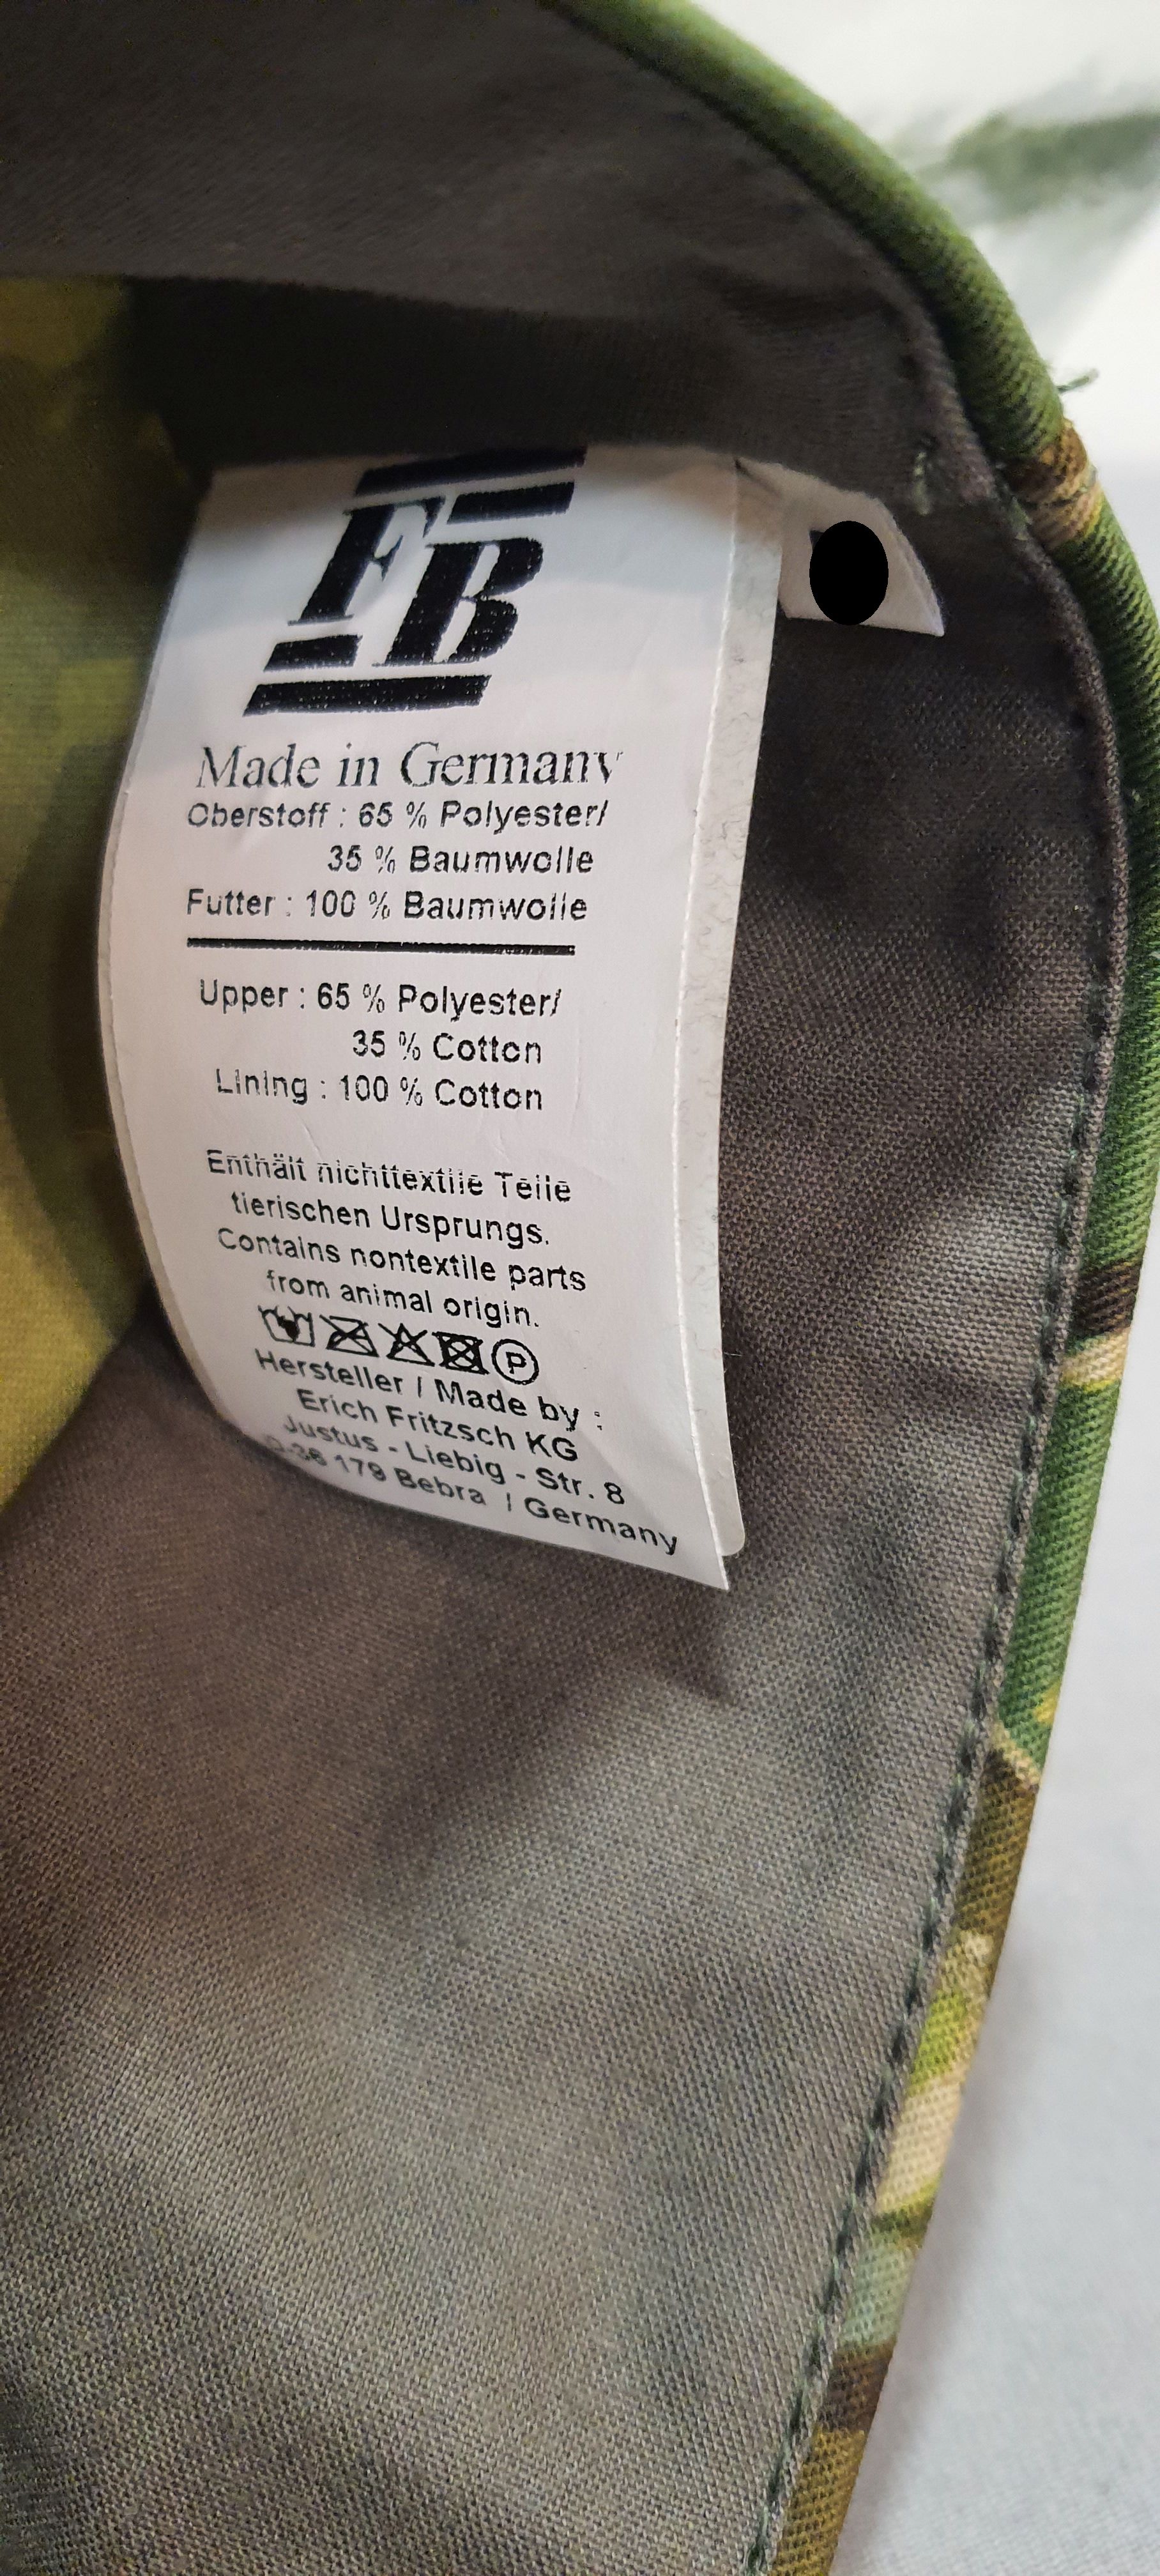 FB
Made in Germany
Oberstoff : 65 % Polyester/
35 % Baumwolle
Futter : 100 % Baumwolle
Upper : 65 % Polyester/
35 % Cotton
Lining : 100 % Cotton
Enthält nichttextile Teile
tierischen Ursprungs.
Contains nontextile parts
from animal origin.
P
Hersteller / Made by :
Erich Fritzsch KG
Justus - Liebig - Str. 8
D-36 179 Bebra / Germany